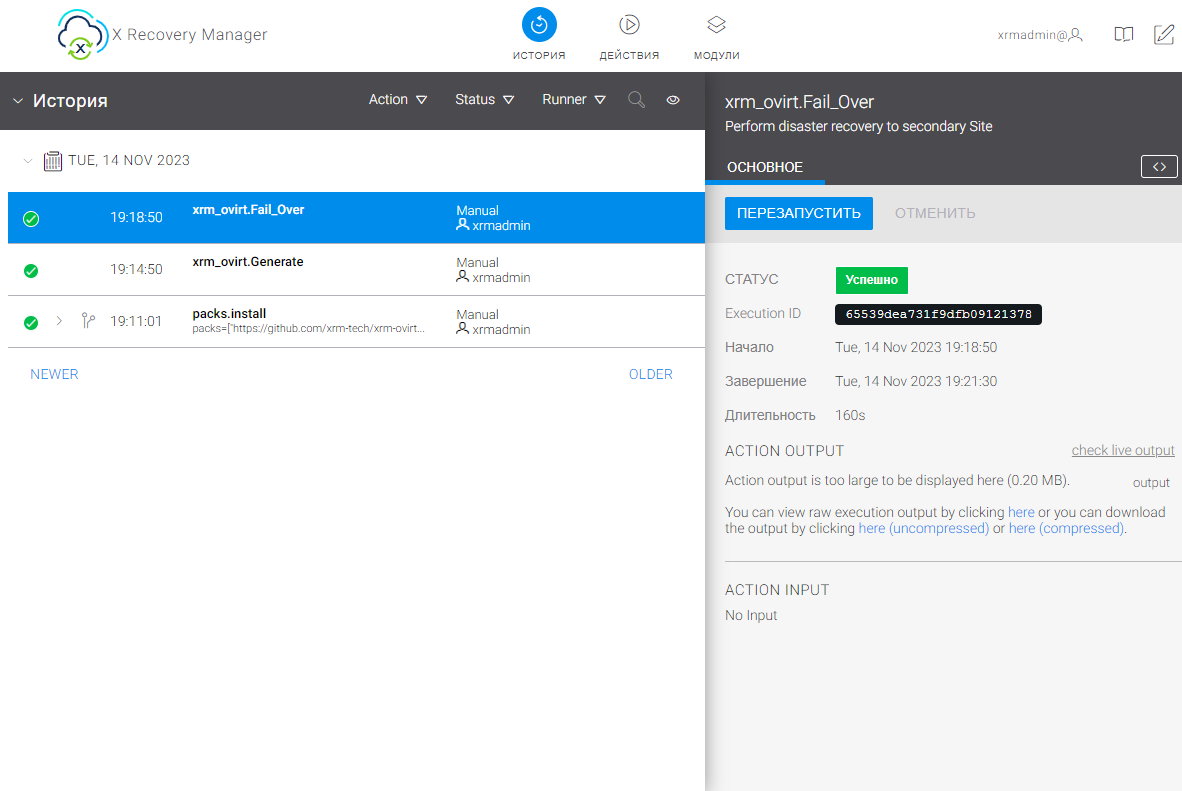 X Recovery Manager
ИСТОРИЯ
ДЕЙСТВИЯ
МОДУЛИ
xrmadmin@
История
Action
Status
Runner
TUE, 14 NOV 2023
19:18:50
xrm_ovirt.Fail_Over
Manual
xrmadmin
19:14:50
xrm_ovirt.Generate
Manual
xrmadmin
19:11:01
packs.install
packs=["https://github.com/xrm-tech/xrm-ovirt...
Manual
xrmadmin
NEWER
OLDER
xrm_ovirt.Fail_Over
Perform disaster recovery to secondary Site
ОСНОВНОЕ
<>
ПЕРЕЗАПУСТИТЬ
ОТМЕНИТЬ
СТАТУС
Успешно
Execution ID
65539dea731f9dfb09121378
Начало
Tue, 14 Nov 2023 19:18:50
Завершение
Tue, 14 Nov 2023 19:21:30
Длительность
160s
ACTION OUTPUT
check live output
Action output is too large to be displayed here (0.20 MB).
output
You can view raw execution output by clicking here or you can download
the output by clicking here (uncompressed) or here (compressed).
ACTION INPUT
No Input